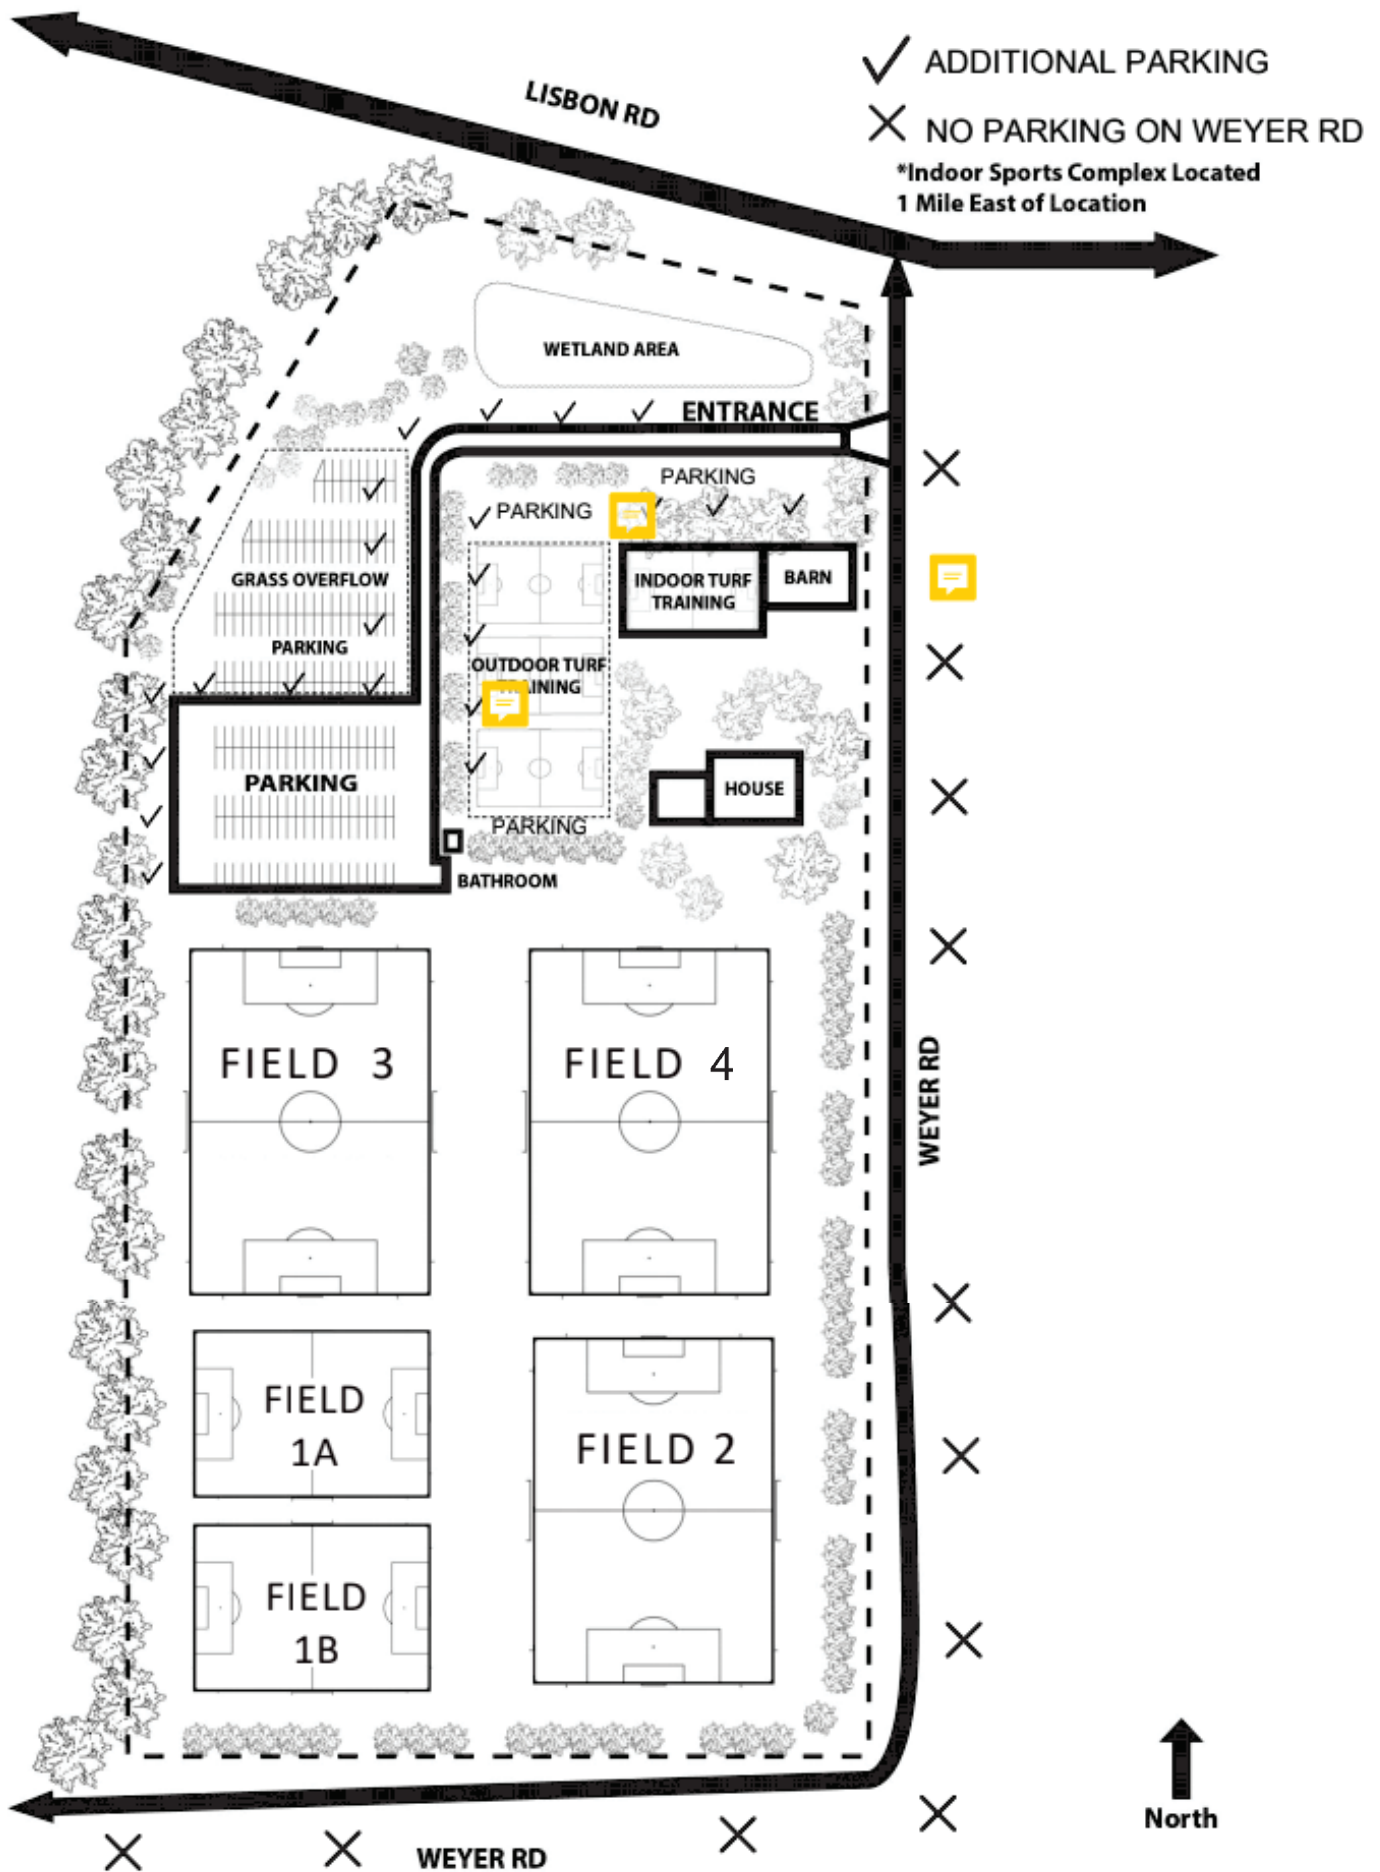 LISBON RD
ADDITIONAL PARKING
NO PARKING ON WEYER RD
*Indoor Sports Complex Located
1 Mile East of Location
WETLAND AREA
ENTRANCE
PARKING
PARKING
GRASS OVERFLOW
PARKING
INDOOR TURF
TRAINING
BARN
OUTDOOR TURF
TRAINING
PARKING
HOUSE
PARKING
BATHROOM
FIELD 3
FIELD 4
WEYER RD
FIELD
1A
FIELD 2
FIELD
1B
North
WEYER RD